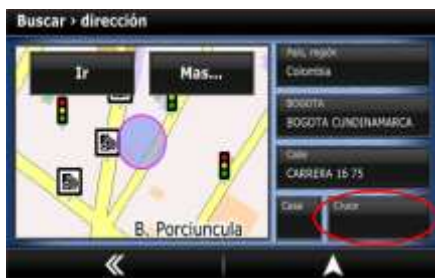 Buscar > dirección
Ir
Mas...
B. Porciuncula
País, región
Colombia
BOGOTA
BOGOTA CUNDINAMARCA
Calle
CARRERA 16 75
Casa
Cruce